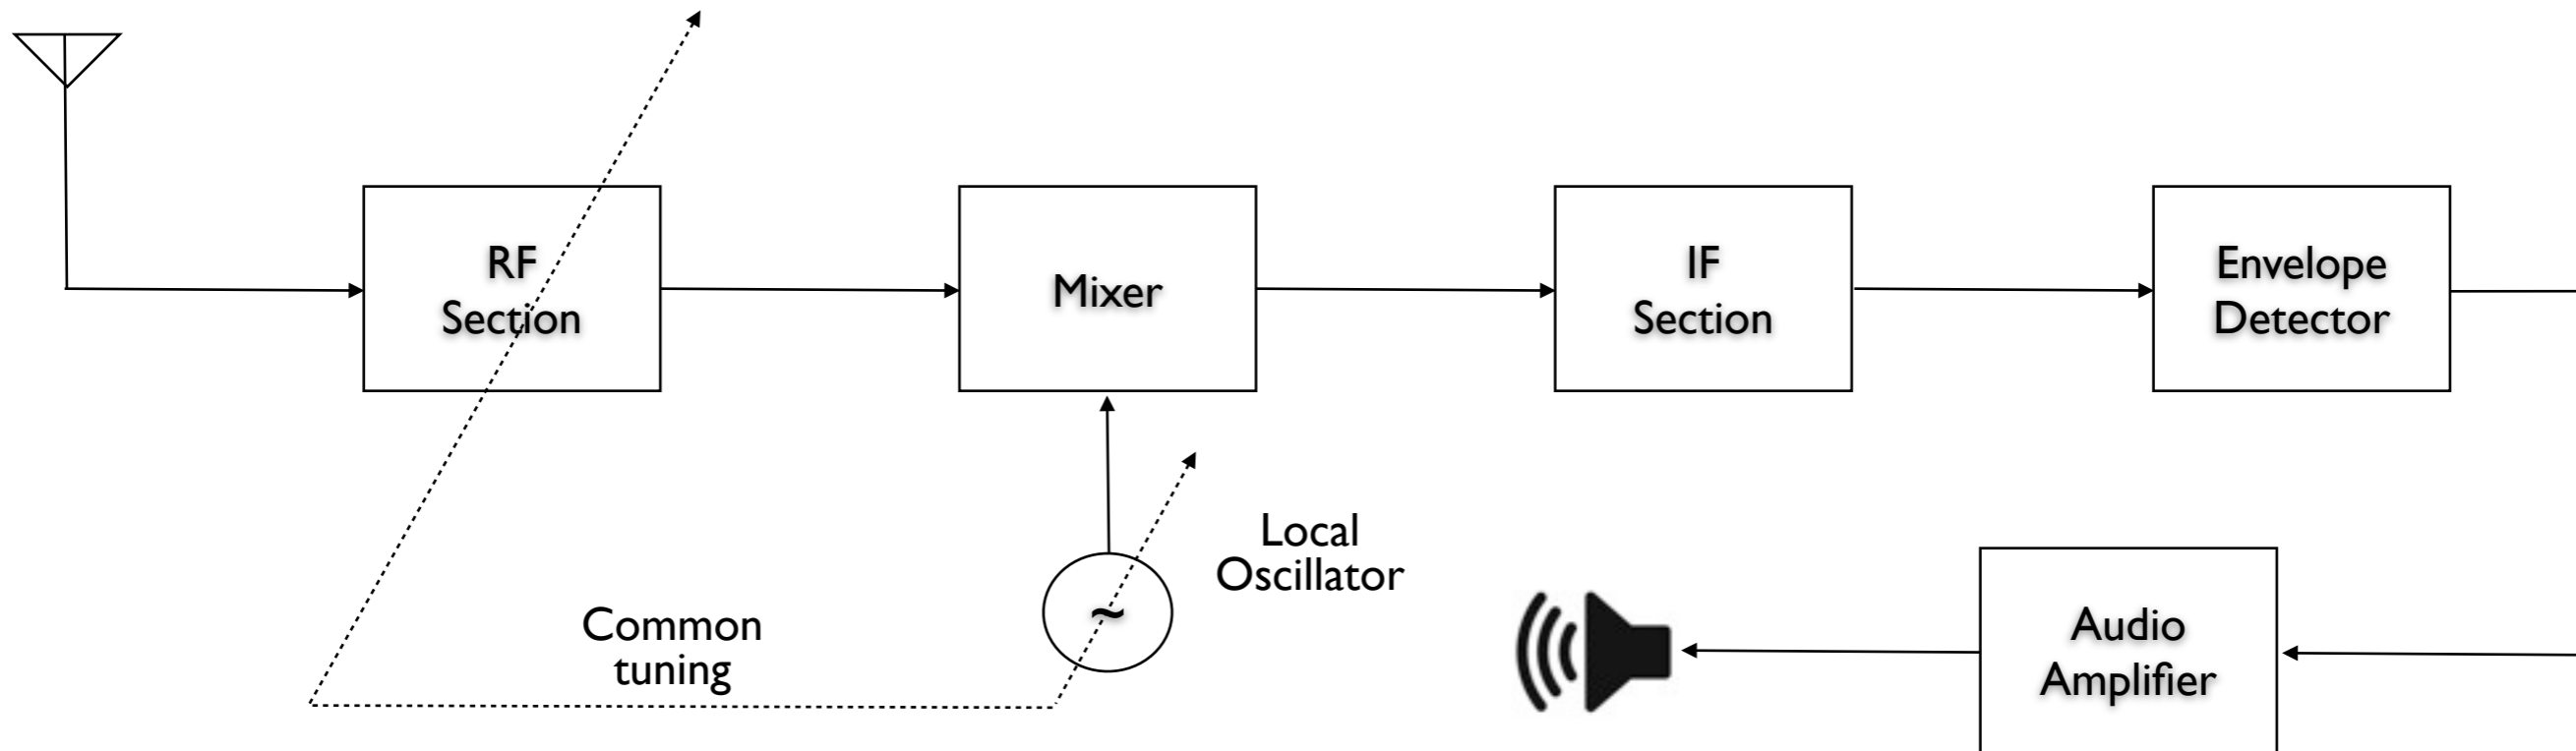 RF
Section
Mixer
IF
Section
Envelope
Detector
Local
Oscillator
~
Common
tuning
Audio
Amplifier